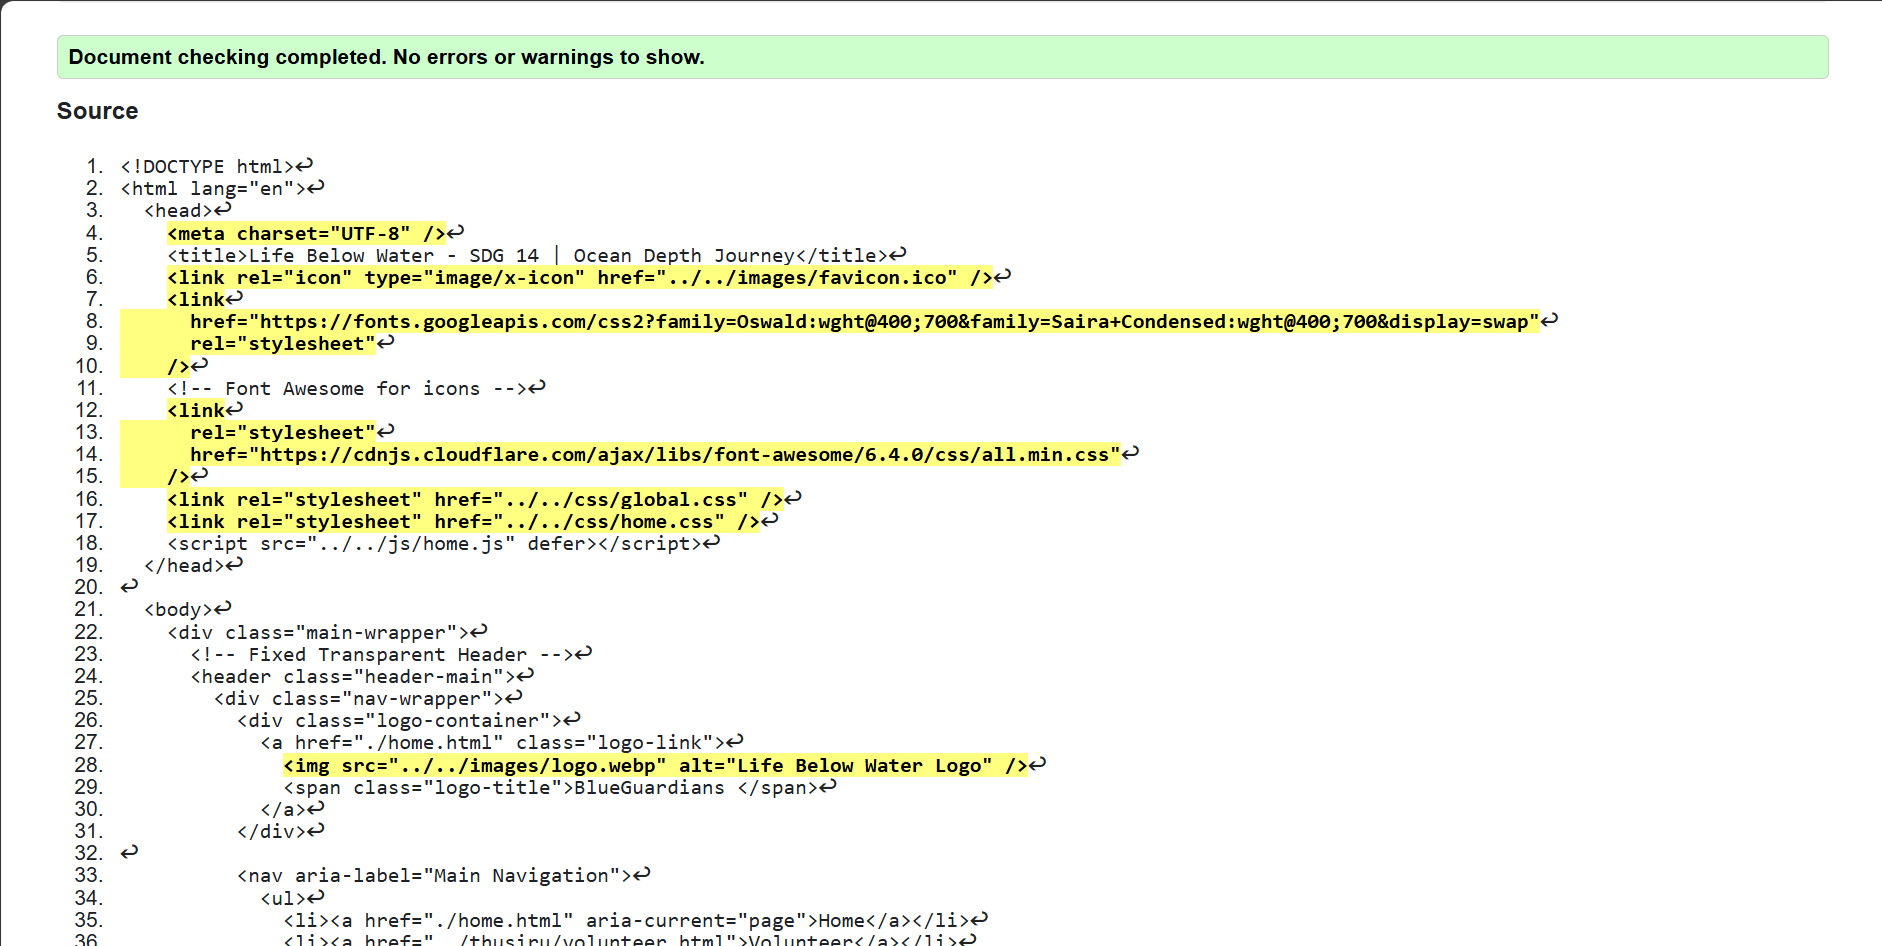 Document checking completed. No errors or warnings to show.
Source
1. <!DOCTYPE html>↩
2. <html lang="en">↩
3. <head>↩
4. <meta charset="UTF-8" />↩
5. <title>Life Below Water - SDG 14 | Ocean Depth Journey</title>↩
6. <link rel="icon" type="image/x-icon" href="../../images/favicon.ico" />↩
7. <link↩
8. href="https://fonts.googleapis.com/css2?family=Oswald:wght@400;700&family=Saira+Condensed:wght@400;700&display=swap"↩
9. rel="stylesheet"↩
10. />↩
11. <!-- Font Awesome for icons -->↩
12. <link↩
13. rel="stylesheet"↩
14. href="https://cdnjs.cloudflare.com/ajax/libs/font-awesome/6.4.0/css/all.min.css"↩
15. />↩
16. <link rel="stylesheet" href="../../css/global.css" />↩
17. <link rel="stylesheet" href="../../css/home.css" />↩
18. <script src="../../js/home.js" defer></script>↩
19. </head>↩
20. ↩
21. <body>↩
22. <div class="main-wrapper">↩
23. <!-- Fixed Transparent Header -->↩
24. <header class="header-main">↩
25. <div class="nav-wrapper">↩
26. <div class="logo-container">↩
27. <a href="./home.html" class="logo-link">↩
28. <img src="../../images/logo.webp" alt="Life Below Water Logo" />↩
29. <span class="logo-title">BlueGuardians </span>↩
30. </a>↩
31. </div>↩
32. ↩
33. <nav aria-label="Main Navigation">↩
34. <ul>↩
35. <li><a href="./home.html" aria-current="page">Home</a></li>↩
36. <li><a href="../thusiru/volunteer.html">Volunteer</a></li>↩